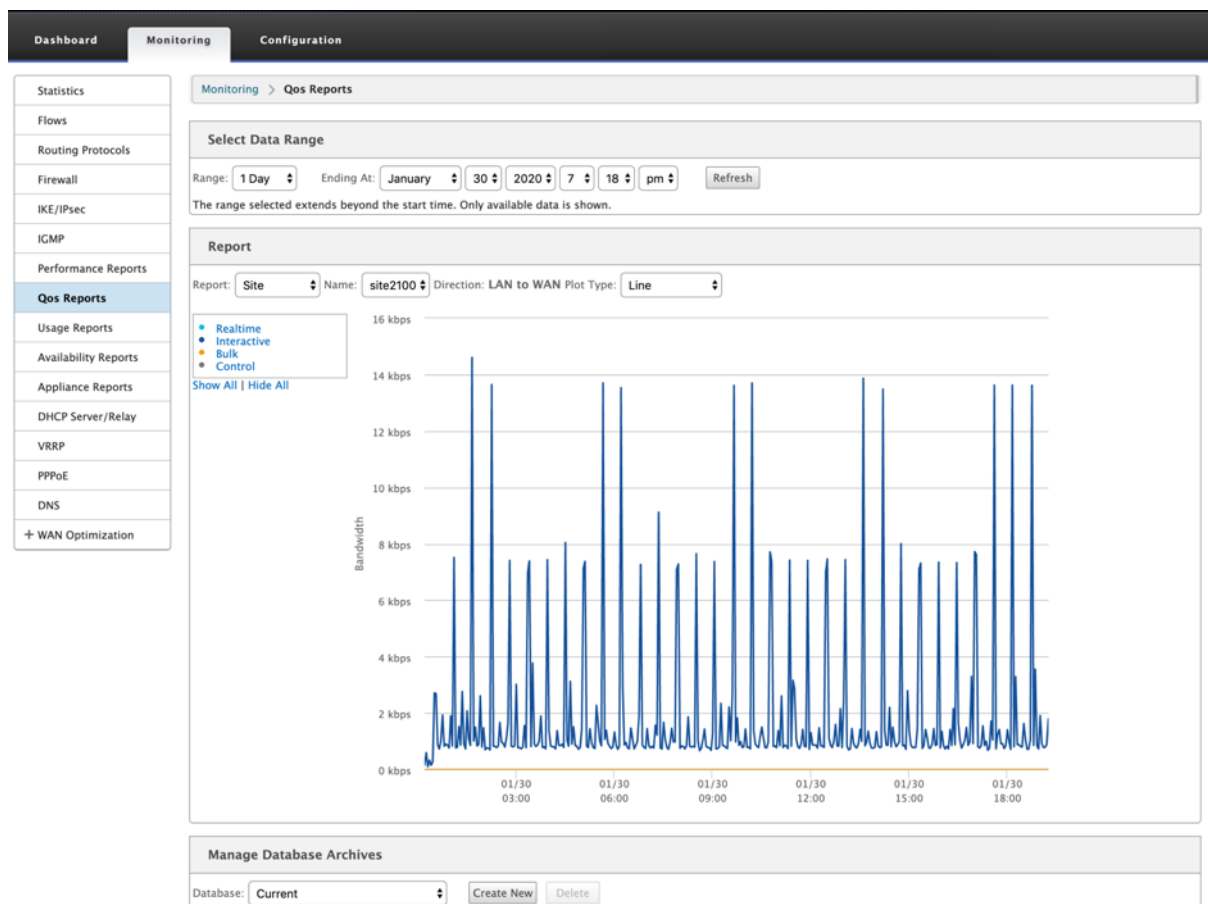 Dashboard Monitoring Configuration
Statistics
Flows
Routing Protocols
Firewall
IKE/IPsec
IGMP
Performance Reports
Qos Reports
Usage Reports
Availability Reports
Appliance Reports
DHCP Server/Relay
VRRP
PPPoE
DNS
+ WAN Optimization
Monitoring > Qos Reports
Select Data Range
Range: 1 Day Ending At: January 30 2020 7 18 pm Refresh
The range selected extends beyond the start time. Only available data is shown.
Report
Report: Site Name: site2100 Direction: LAN to WAN Plot Type: Line
Realtime
Interactive
Bulk
Control
Show All | Hide All
Bandwidth
16 kbps
14 kbps
12 kbps
10 kbps
8 kbps
6 kbps
4 kbps
2 kbps
0 kbps
01/30 01/30 01/30 01/30 01/30 01/30
03:00 06:00 09:00 12:00 15:00 18:00
Manage Database Archives
Database: Current Create New Delete